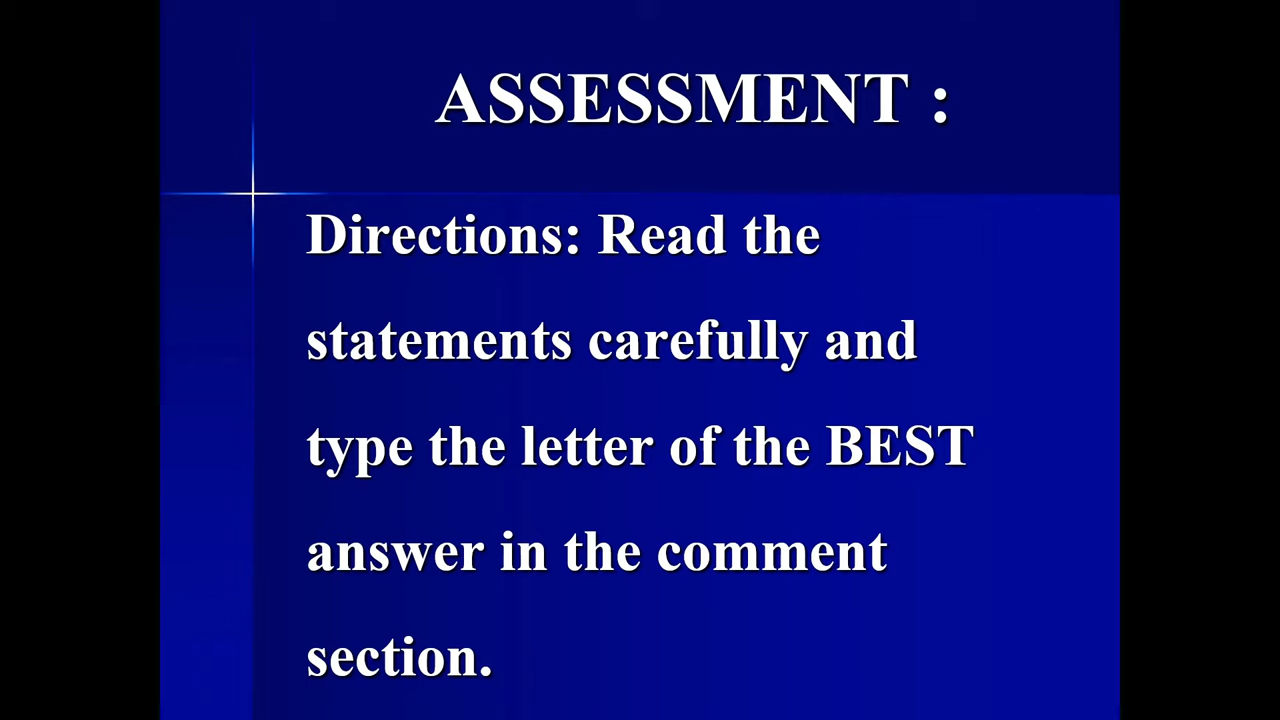 ASSESSMENT :
Directions: Read the
statements carefully and
type the letter of the BEST
answer in the comment
section.